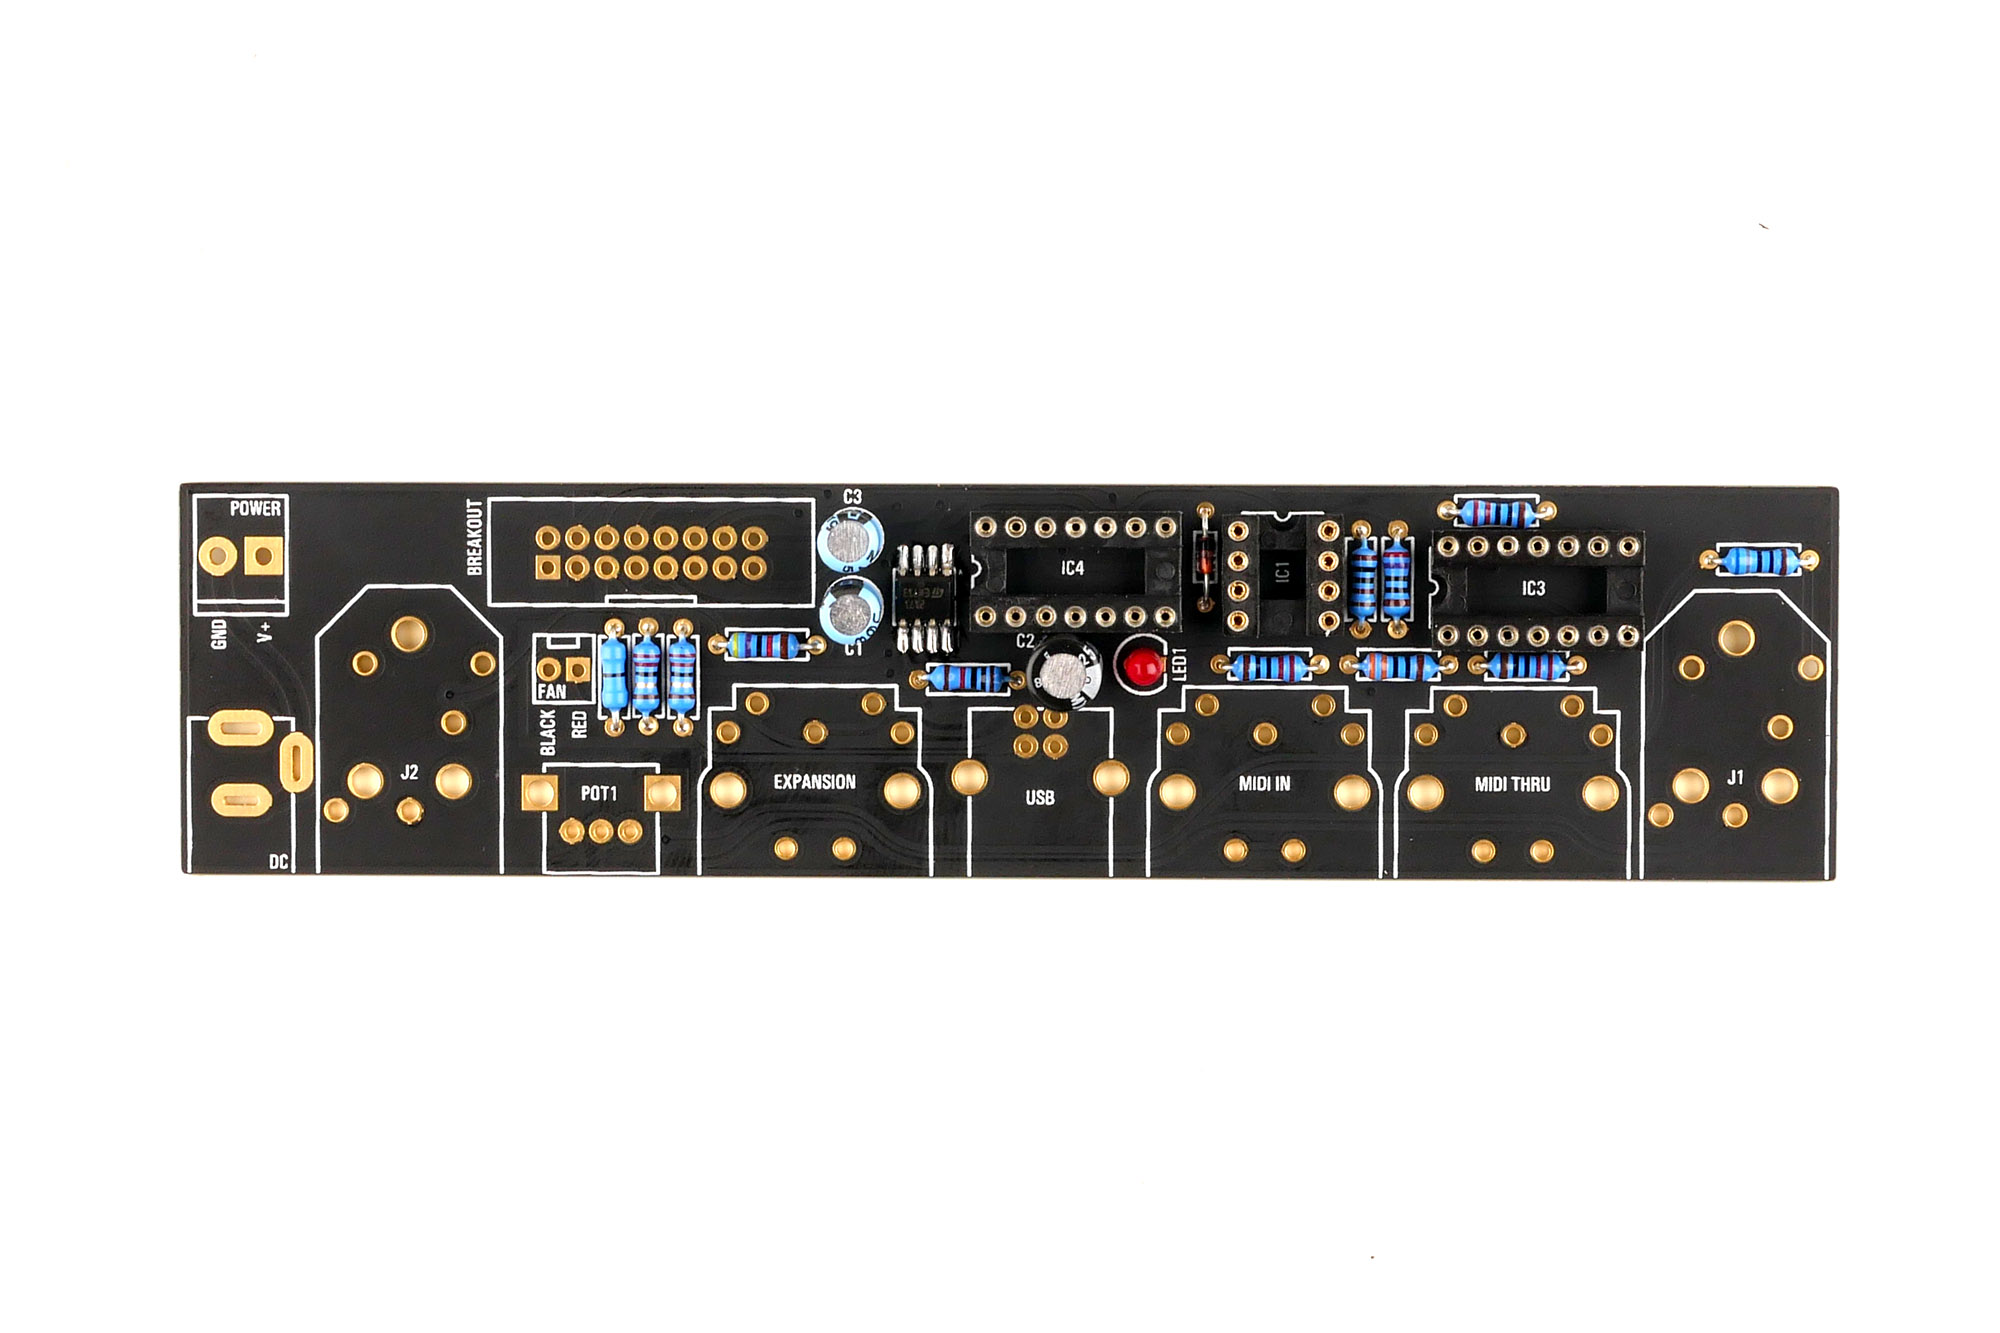 POWER
GND
V+
DC
J2
BREAKOUT
FAN
BLACK
RED
POT1
C3
C1
EXPANSION
IC4
C2
USB
LED1
IC1
MIDI IN
IC3
MIDI THRU
J1